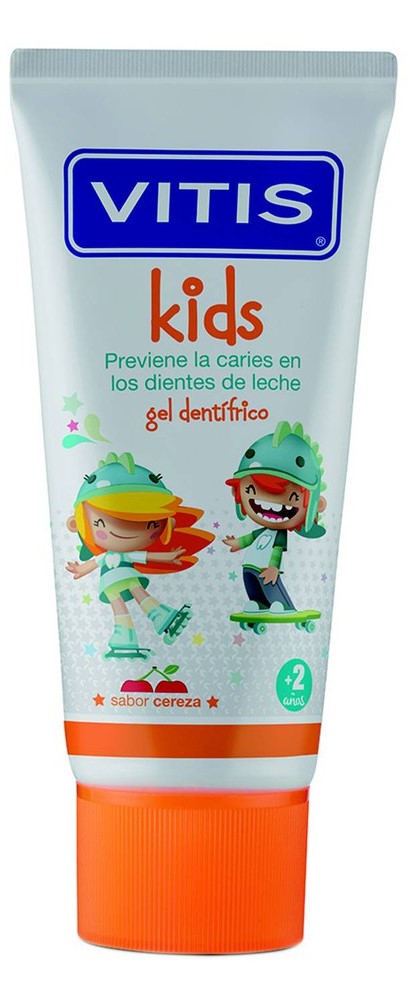 VITIS®
kids
Previene la caries en
los dientes de leche
gel dentífrico
+2
años
sabor cereza